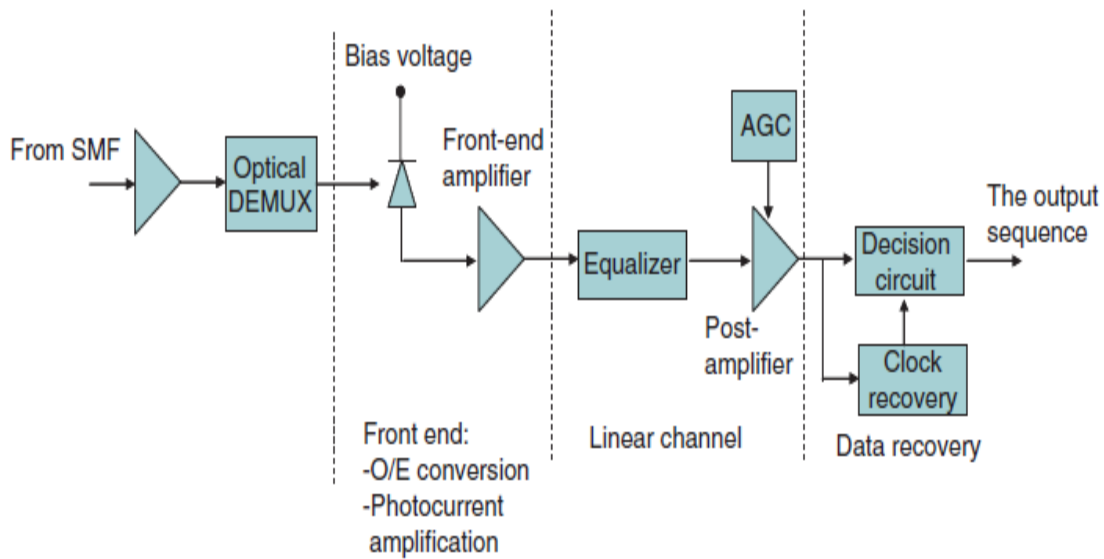 Bias voltage
From SMF
Optical
DEMUX
Front-end
amplifier
Equalizer
AGC
Post-
amplifier
Decision
circuit
Clock
recovery
The output
sequence
Front end:
-O/E conversion
-Photocurrent
amplification
Linear channel
Data recovery